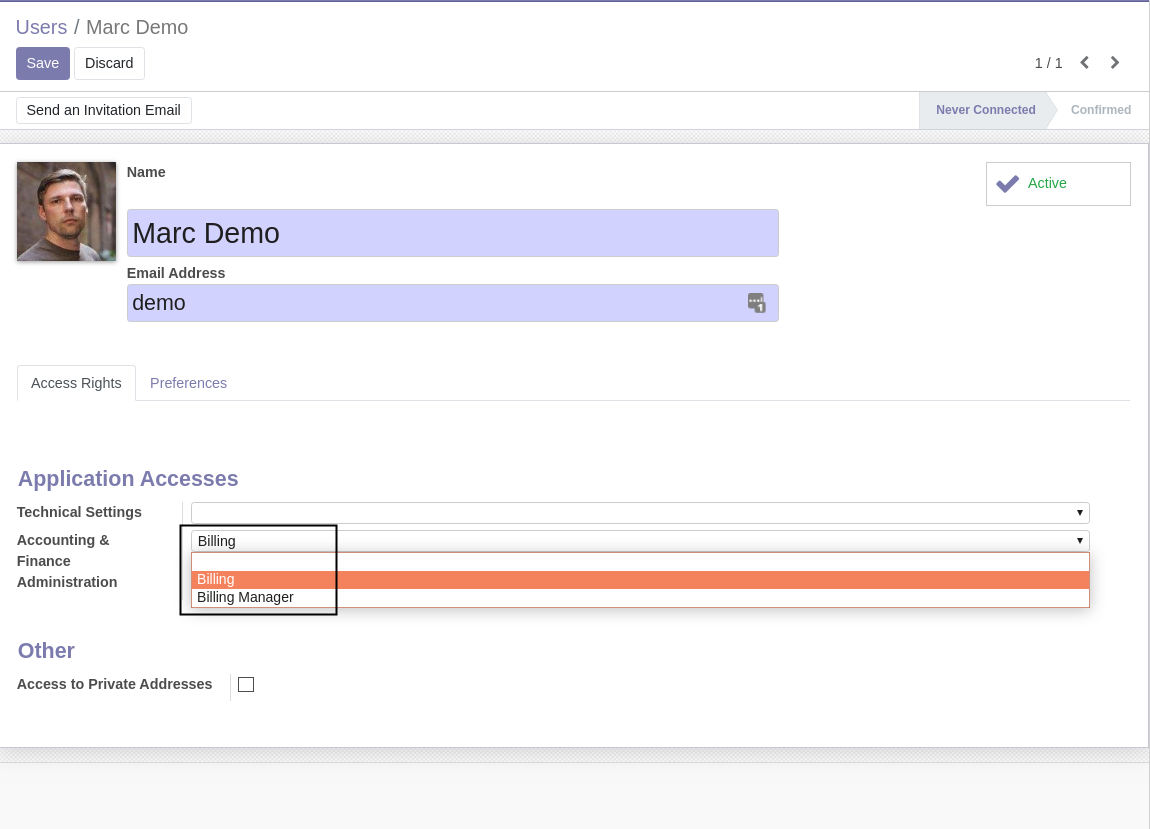 Users / Marc Demo
Save Discard
1 / 1
Send an Invitation Email
Never Connected Confirmed
Name
Active
Marc Demo
Email Address
demo
1
Access Rights Preferences
Application Accesses
Technical Settings
Accounting & Finance
Billing
Billing
Administration
Billing Manager
Other
Access to Private Addresses